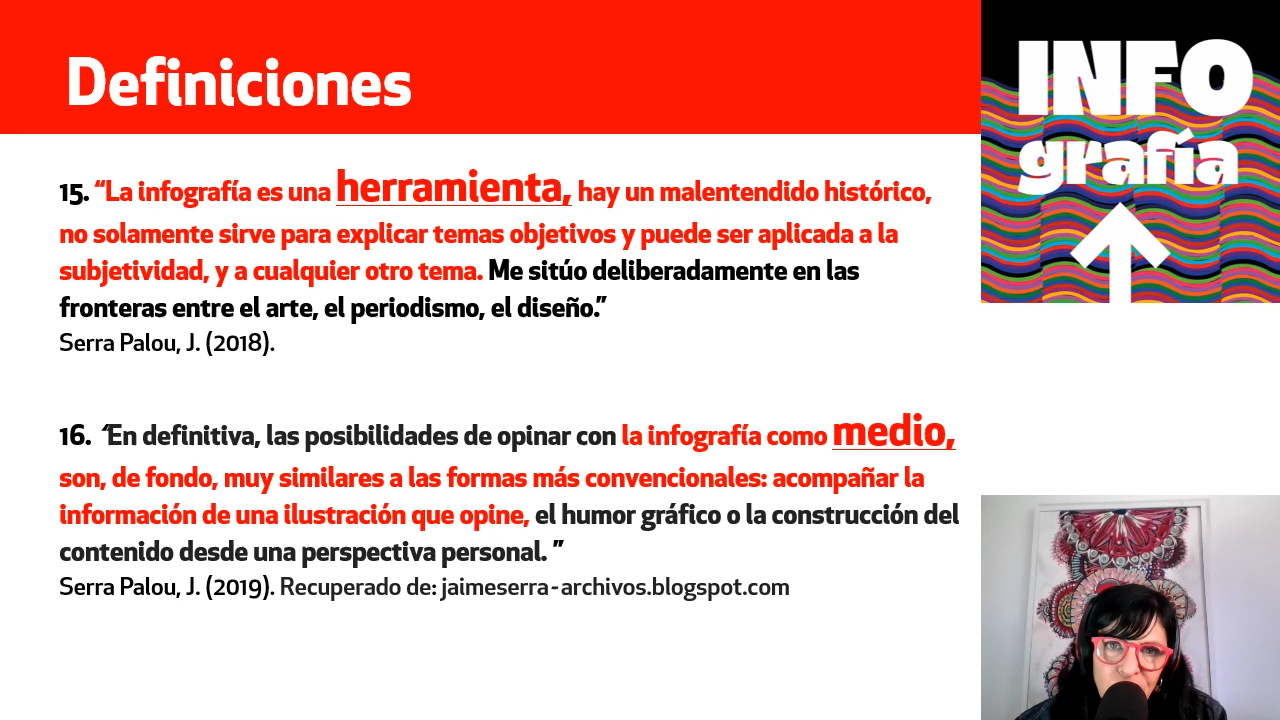 Definiciones
INFO
grafía
15. “La infografía es una herramienta, hay un malentendido histórico,
no solamente sirve para explicar temas objetivos y puede ser aplicada a la
subjetividad, y a cualquier otro tema. Me sitúo deliberadamente en las
fronteras entre el arte, el periodismo, el diseño.”
Serra Palou, J. (2018).
16. “En definitiva, las posibilidades de opinar con la infografía como medio,
son, de fondo, muy similares a las formas más convencionales: acompañar la
información de una ilustración que opine, el humor gráfico o la construcción del
contenido desde una perspectiva personal. ”
Serra Palou, J. (2019). Recuperado de: jaimeserra-archivos.blogspot.com